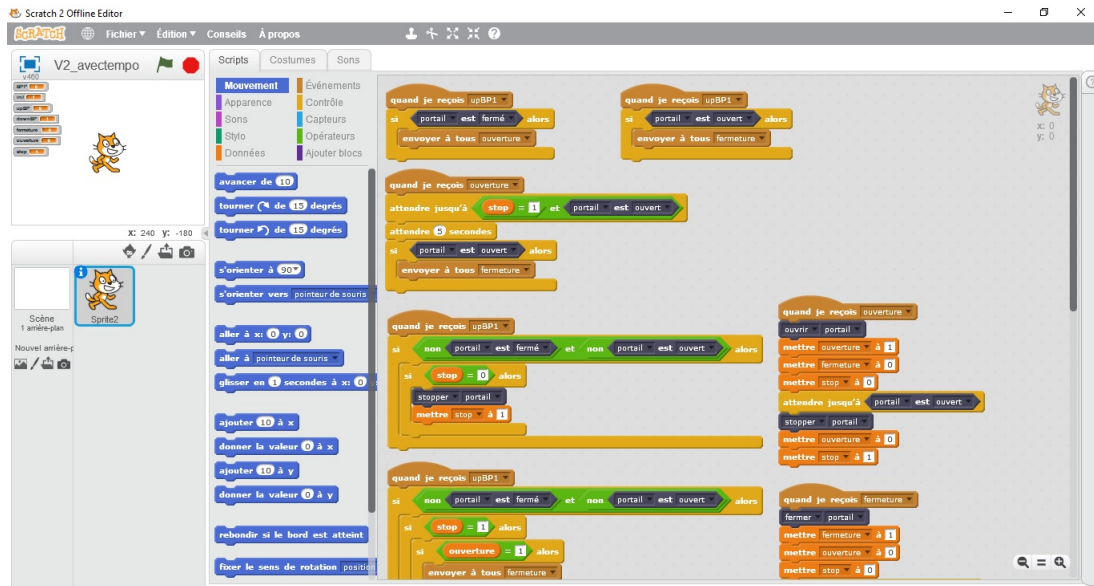 Scratch 2 Offline Editor
SCRATCH Fichier Édition Conseils À propos
V2_avectempo
v460
BPP
upBP
downBP
fermeture
ouverture
stop
X: 240 Y: -180
Scène
1 arrière-plan
Sprite2
Nouvel arrière-p
Scripts Costumes Sons
Mouvement Événements
Apparence Contrôle
Sons Capteurs
Stylo Opérateurs
Données Ajouter blocs
avancer de 10
tourner de 15 degrés
tourner de 15 degrés
s'orienter à 90
s'orienter vers pointeur de souris
aller à x: 0 y: 0
aller à pointeur de souris
glisser en 1 secondes à x: 0
ajouter 10 à x
donner la valeur 0 à x
ajouter 10 à y
donner la valeur 0 à y
rebondir si le bord est atteint
fixer le sens de rotation position
quand je reçois upBP1
si portail est fermé alors
envoyer à tous ouverture
quand je reçois upBP1
si portail est ouvert alors
envoyer à tous fermeture
x: 0
y: 0
quand je reçois ouverture
attendre jusqu'à stop = 1 et portail est ouvert
attendre 5 secondes
si portail est ouvert alors
envoyer à tous fermeture
quand je reçois upBP1
si non portail est fermé et non portail est ouvert alors
si stop = 0 alors
stopper portail
mettre stop à 1
quand je reçois upBP1
si non portail est fermé et non portail est ouvert alors
si stop = 1 alors
si ouverture = 1 alors
envoyer à tous fermeture
quand je reçois ouverture
ouvrir portail
mettre ouverture à 1
mettre fermeture à 0
mettre stop à 0
attendre jusqu'à portail est ouvert
stopper portail
mettre ouverture à 0
mettre stop à 1
quand je reçois fermeture
fermer portail
mettre fermeture à 1
mettre ouverture à 0
mettre stop à 0